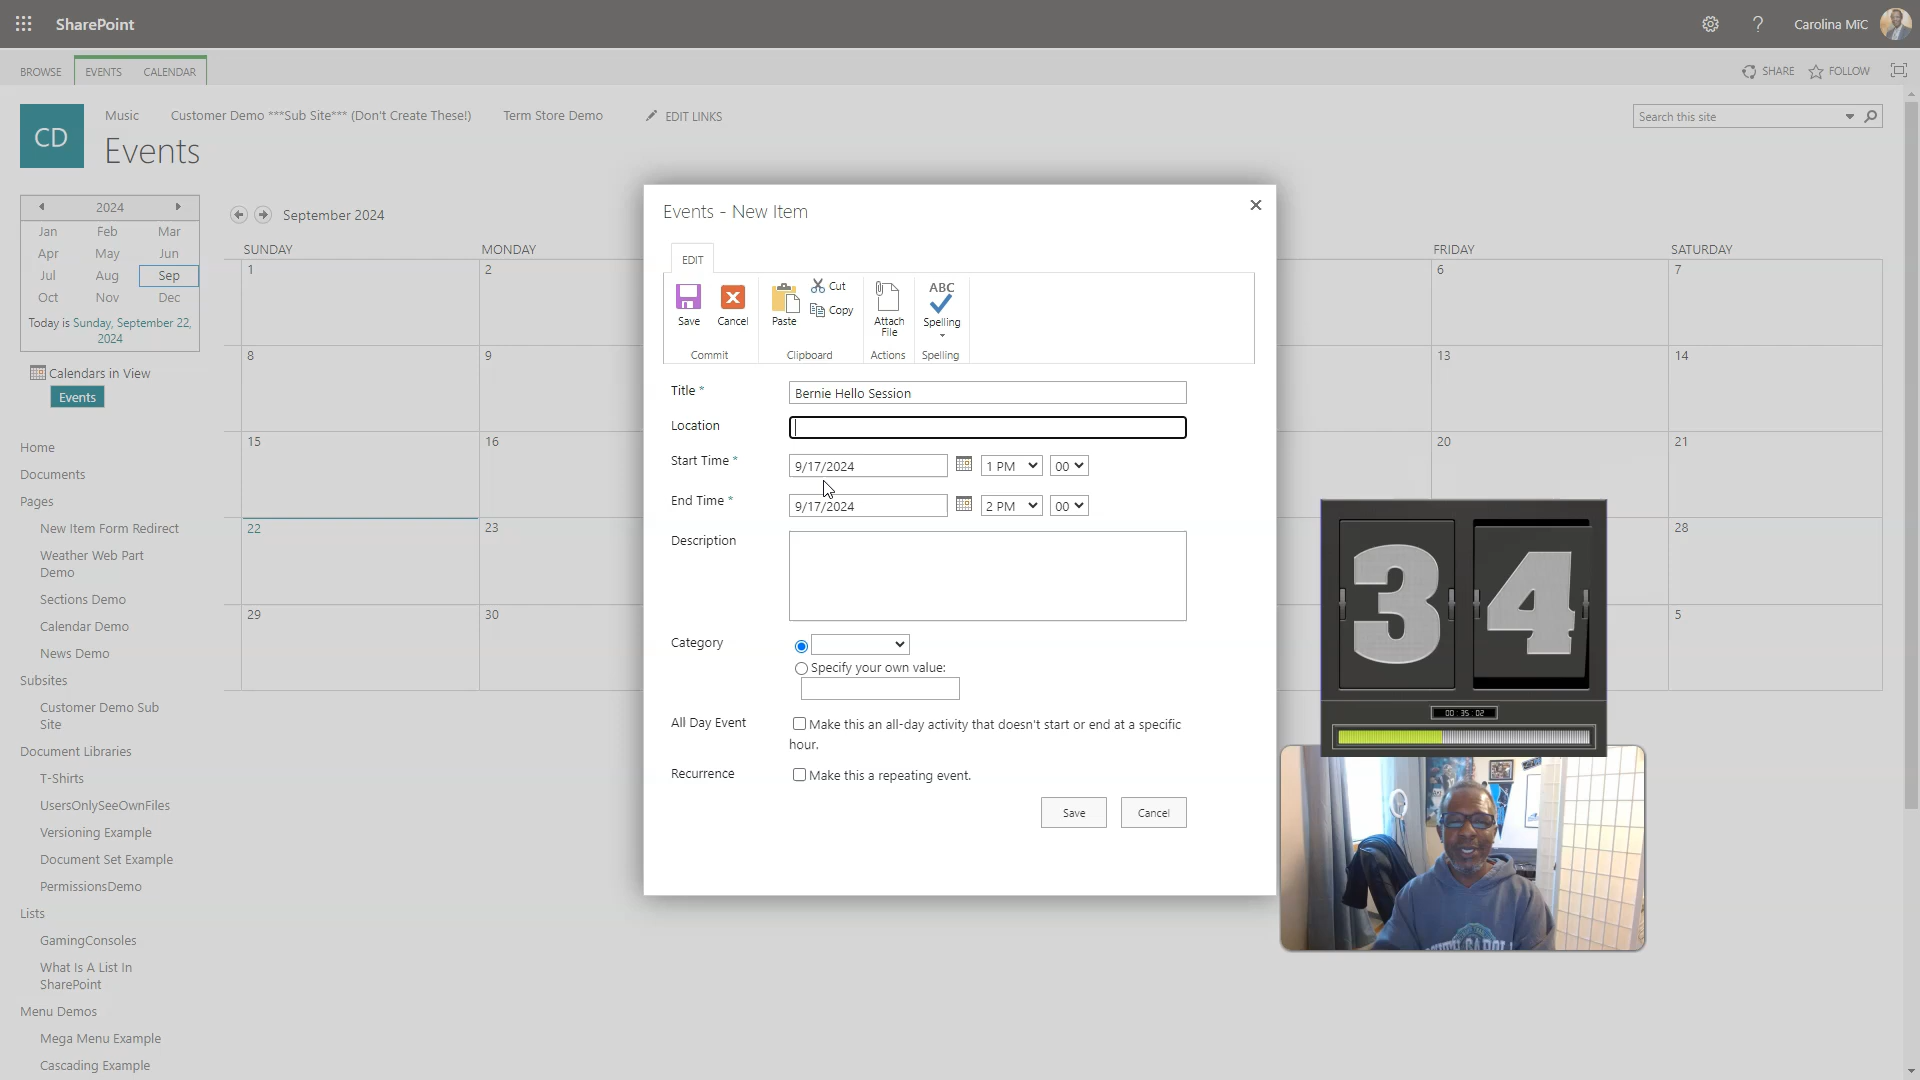 SharePoint
Carolina MiC
BROWSE
EVENTS
CALENDAR
SHARE
FOLLOW
CD
Music
Customer Demo ***Sub Site*** (Don't Create These!)
Term Store Demo
EDIT LINKS
Search this site
Events
2024
Jan Feb Mar
Apr May Jun
Jul Aug Sep
Oct Nov Dec
Today is Sunday, September 22,
2024
Calendars in View
Events
Home
Documents
Pages
New Item Form Redirect
Weather Web Part
Demo
Sections Demo
Calendar Demo
News Demo
Subsites
Customer Demo Sub
Site
Document Libraries
T-Shirts
UsersOnlySeeOwnFiles
Versioning Example
Document Set Example
PermissionsDemo
Lists
GamingConsoles
What Is A List In
SharePoint
Menu Demos
Mega Menu Example
Cascading Example
September 2024
SUNDAY MONDAY FRIDAY SATURDAY
1 2 6 7
8 9 13 14
15 16 20 21
22 23 28
29 30 5
Events - New Item
EDIT
Save
Cancel
Commit
Paste
Cut
Copy
Clipboard
Attach
File
Actions
ABC
Spelling
Spelling
Title *
Bernie Hello Session
Location
Start Time *
9/17/2024
1 PM
00
End Time *
9/17/2024
2 PM
00
Description
Category
Specify your own value:
All Day Event
Make this an all-day activity that doesn't start or end at a specific
hour.
Recurrence
Make this a repeating event.
Save
Cancel
34
00:35:02